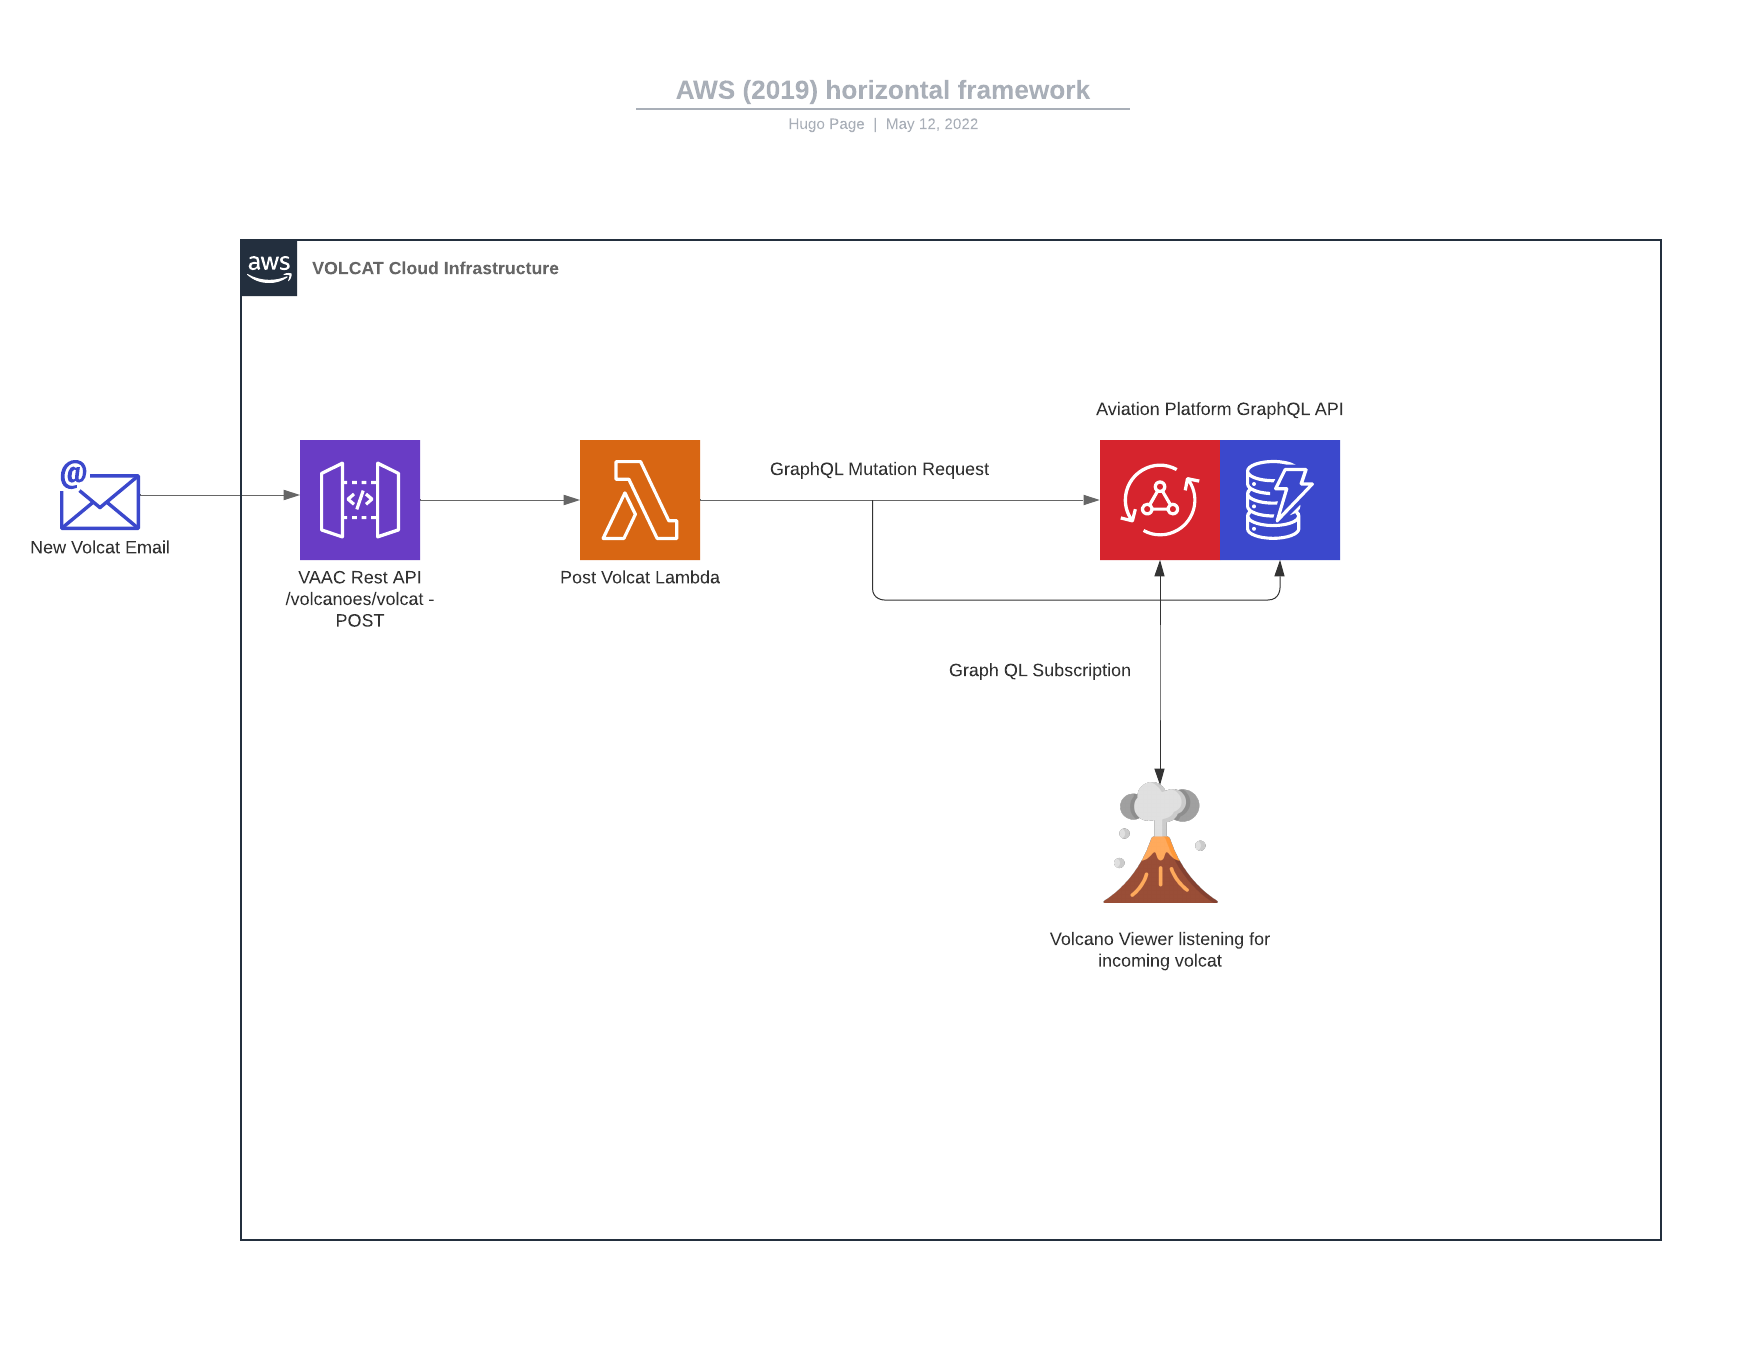 AWS (2019) horizontal framework
Hugo Page | May 12, 2022
aws
VOLCAT Cloud Infrastructure
Aviation Platform GraphQL API
@
GraphQL Mutation Request
</>
New Volcat Email
VAAC Rest API
/volcanoes/volcat -
POST
Post Volcat Lambda
Graph QL Subscription
Volcano Viewer listening for
incoming volcat